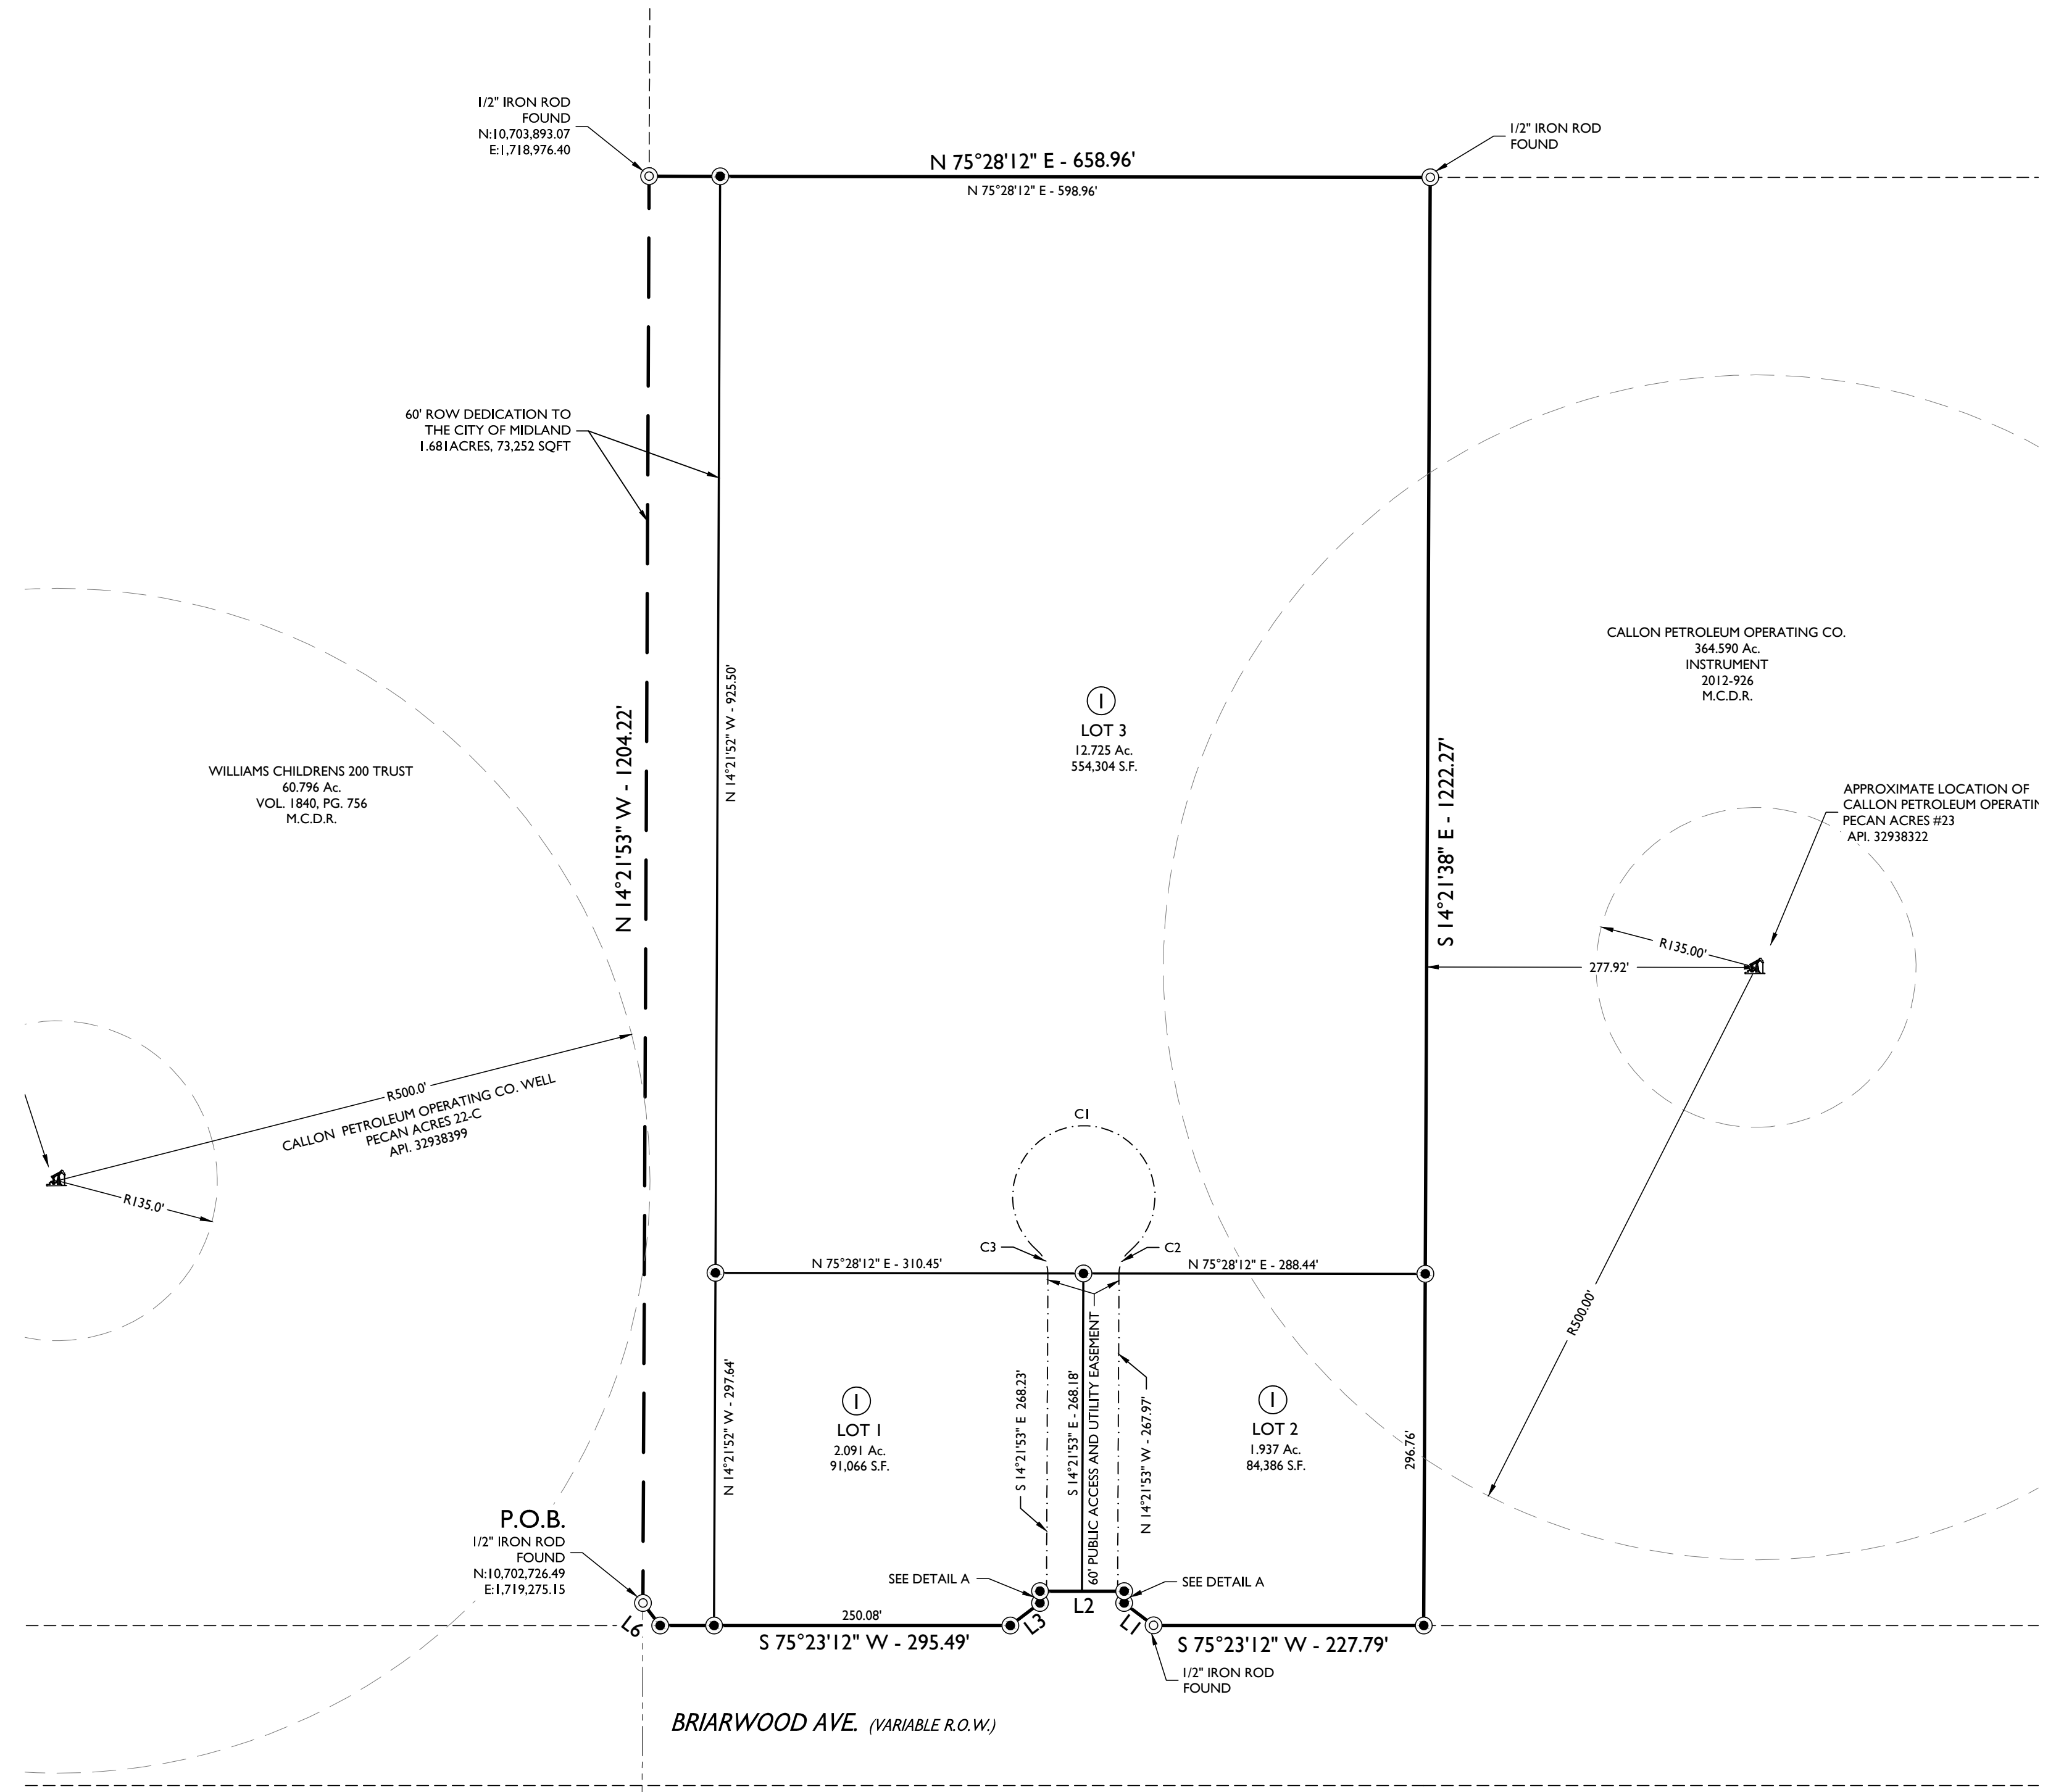 1/2" IRON ROD
FOUND
N:10,703,893.07
E:1,718,976.40
1/2" IRON ROD
FOUND
N 75°28'12" E - 658.96'
N 75°28'12" E - 598.96'
60' ROW DEDICATION TO
THE CITY OF MIDLAND
1.681ACRES, 73,252 SQFT
N 14°21'53" W - 1204.22'
N 14°21'52" W - 925.50'
1
LOT 3
12.725 Ac.
554,304 S.F.
S 14°21'38" E - 1222.27'
CALLON PETROLEUM OPERATING CO.
364.590 Ac.
INSTRUMENT
2012-926
M.C.D.R.
WILLIAMS CHILDRENS 200 TRUST
60.796 Ac.
VOL. 1840, PG. 756
M.C.D.R.
APPROXIMATE LOCATION OF
CALLON PETROLEUM OPERATIN
PECAN ACRES #23
API. 32938322
R135.00'
277.92'
R500.00'
R500.0'
CALLON PETROLEUM OPERATING CO. WELL
PECAN ACRES 22-C
API. 32938399
R135.0'
C1
C3
C2
N 75°28'12" E - 310.45'
N 75°28'12" E - 288.44'
N 14°21'52" W - 297.64'
1
LOT 1
2.091 Ac.
91,066 S.F.
S 14°21'53" E 268.23'
S 14°21'53" E - 268.18'
60' PUBLIC ACCESS AND UTILITY EASEMENT
N 14°21'53" W - 267.97'
1
LOT 2
1.937 Ac.
84,386 S.F.
296.76'
P.O.B.
1/2" IRON ROD
FOUND
N:10,702,726.49
E:1,719,275.15
SEE DETAIL A
SEE DETAIL A
L6
250.08'
S 75°23'12" W - 295.49'
L3
L2
L1
S 75°23'12" W - 227.79'
1/2" IRON ROD
FOUND
BRIARWOOD AVE. (VARIABLE R.O.W.)